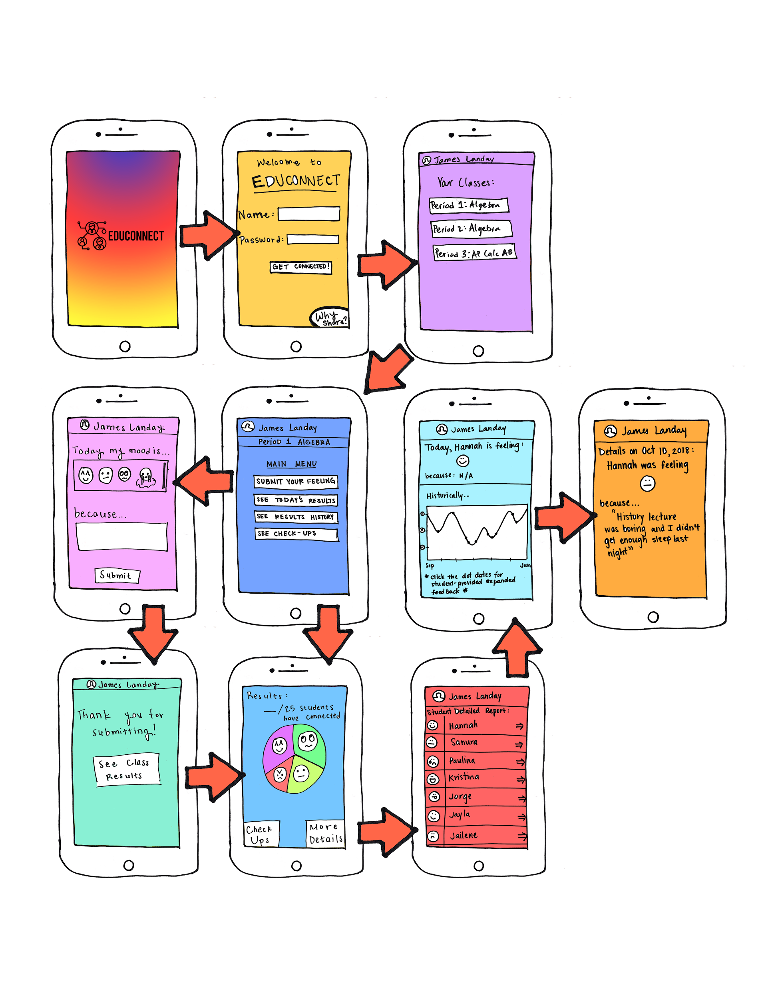 EDUCONNECT
Welcome to
EDUCONNECT
Name:
Password:
GET CONNECTED!
Why
Share?
James Landay
Your Classes:
Period 1: Algebra
Period 2: Algebra
Period 3: AP Calc AB
James Landay
Today my mood is...
because...
Submit
James Landay
PerioD 1 AlGEBRA
MAIN MENU
SUBMIT YOUR FEELING
SEE TODAY'S RESULTS
SEE RESULTS HISTORY
SEE CHECK-UPS
James Landay
Today, Hannah is feeling:
because: N/A
Historically...
Sep
Jun
* Click the dot dates for
student-provided expanded
feedback *
James Landay
Details on Oct 10, 2018:
Hannah was feeling
because...
"History lecture
was boring and I didn't
get enough sleep last
night"
James Landay
Thank you for
submitting!
See Class
Results
Results:
__/25 students
have connected
Check
Ups
More
Details
James Landay
Student Detailed Report:
Hannah
Sanura
Paulina
Kristina
Jorge
Jayla
Jailene